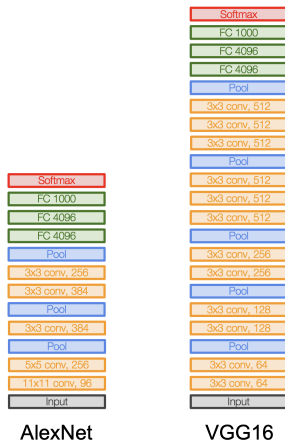 Softmax
FC 1000
FC 4096
FC 4096
Pool
3x3 conv, 256
3x3 conv, 384
Pool
3x3 conv, 384
Pool
5x5 conv, 256
11x11 conv, 96
Input
AlexNet
Softmax
FC 1000
FC 4096
FC 4096
Pool
3x3 conv, 512
3x3 conv, 512
3x3 conv, 512
Pool
3x3 conv, 512
3x3 conv, 512
3x3 conv, 512
Pool
3x3 conv, 256
3x3 conv, 256
Pool
3x3 conv, 128
3x3 conv, 128
Pool
3x3 conv, 64
3x3 conv, 64
Input
VGG16